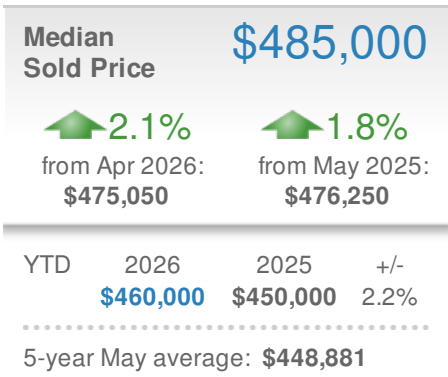 Median
Sold Price
$485,000
2.1%
from Apr 2026:
$475,050
1.8%
from May 2025:
$476,250
YTD 2026 2025 +/-
$460,000 $450,000 2.2%
5-year May average: $448,881